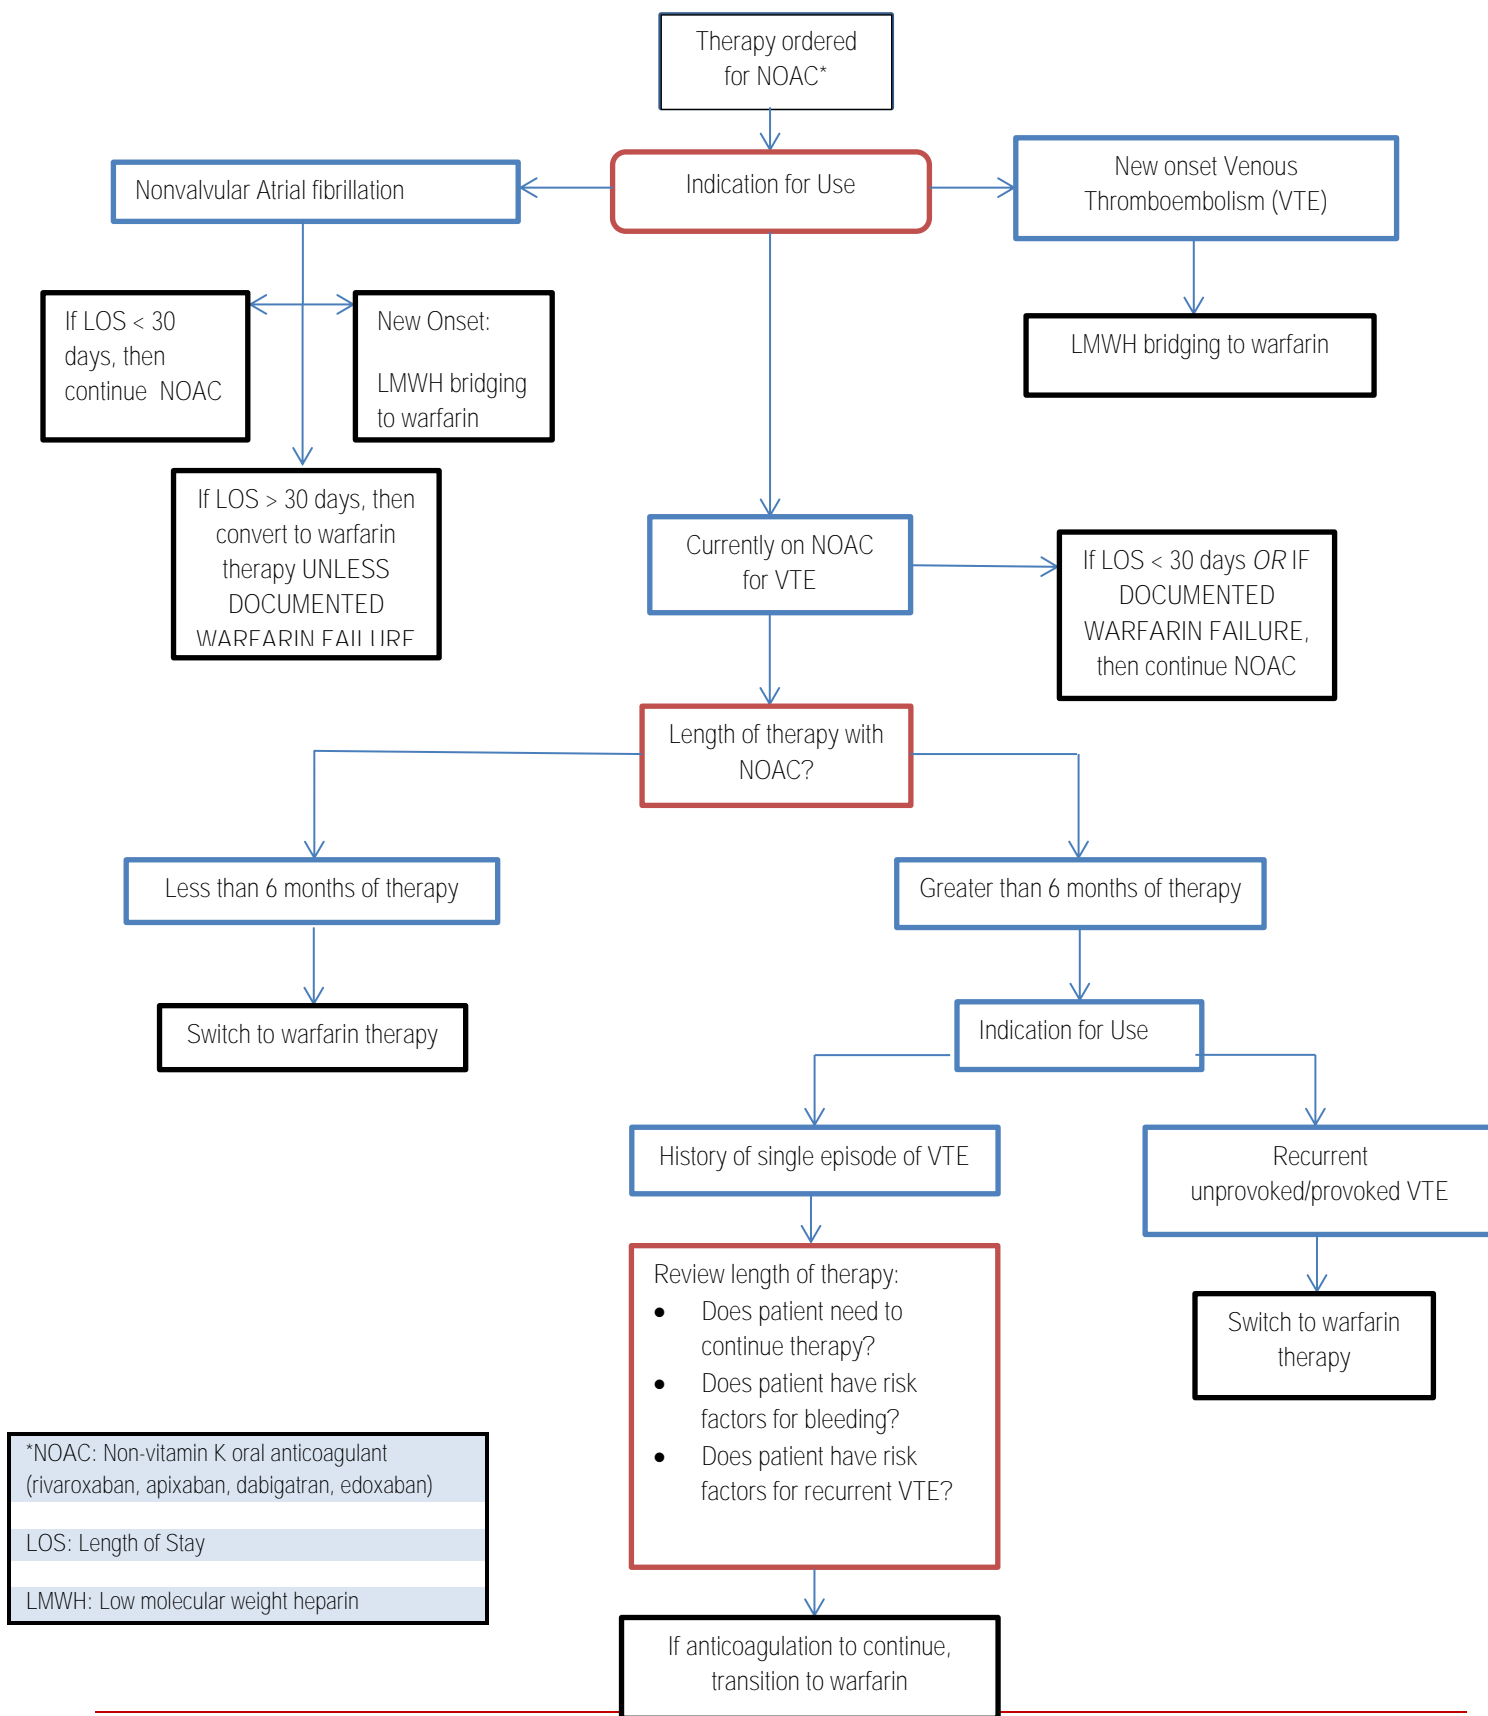 Therapy ordered
for NOAC*
Nonvalvular Atrial fibrillation
Indication for Use
New onset Venous
Thromboembolism (VTE)
If LOS < 30
days, then
continue NOAC
New Onset:
LMWH bridging
to warfarin
LMWH bridging to warfarin
If LOS > 30 days, then
convert to warfarin
therapy UNLESS
DOCUMENTED
WARFARIN FAILURE
Currently on NOAC
for VTE
If LOS < 30 days OR IF
DOCUMENTED
WARFARIN FAILURE,
then continue NOAC
Length of therapy with
NOAC?
Less than 6 months of therapy
Greater than 6 months of therapy
Switch to warfarin therapy
Indication for Use
History of single episode of VTE
Recurrent
unprovoked/provoked VTE
Review length of therapy:
• Does patient need to
continue therapy?
• Does patient have risk
factors for bleeding?
• Does patient have risk
factors for recurrent VTE?
Switch to warfarin
therapy
*NOAC: Non-vitamin K oral anticoagulant
(rivaroxaban, apixaban, dabigatran, edoxaban)
LOS: Length of Stay
LMWH: Low molecular weight heparin
If anticoagulation to continue,
transition to warfarin